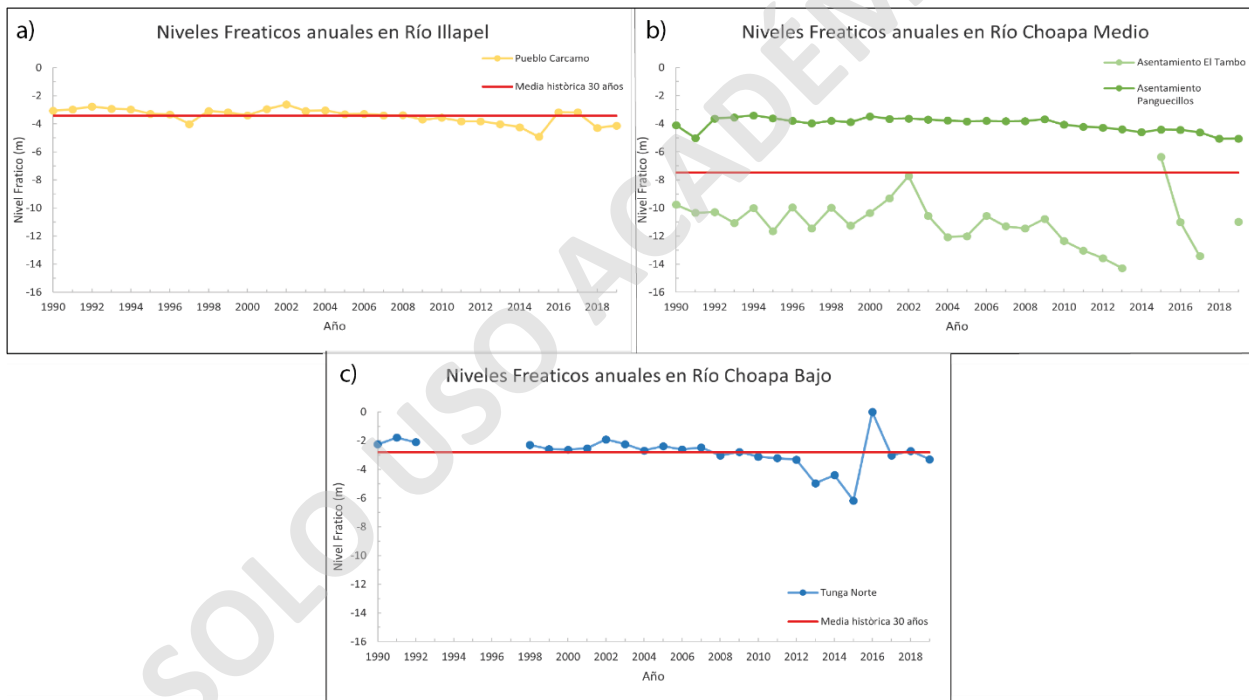 a)
Niveles Freaticos anuales en Río Illapel
Pueblo Carcamo
Media històrica 30 años
0
-2
-4
-6
-8
-10
-12
-14
-16
Nivel Fratico (m)
1990 1992 1994 1996 1998 2000 2002 2004 2006 2008 2010 2012 2014 2016 2018
Año
b)
Niveles Freaticos anuales en Río Choapa Medio
Asentamiento El Tambo
Asentamiento
Panguecillos
0
-2
-4
-6
-8
-10
-12
-14
-16
Nivel Fratico (m)
1990 1992 1994 1996 1998 2000 2002 2004 2006 2008 2010 2012 2014 2016 2018
Año
c)
Niveles Freaticos anuales en Río Choapa Bajo
0
-2
-4
-6
-8
-10
-12
-14
-16
Nivel Fratico (m)
Tunga Norte
Media històrica 30 años
1990 1992 1994 1996 1998 2000 2002 2004 2006 2008 2010 2012 2014 2016 2018
Año
SOLO USO ACADÉM